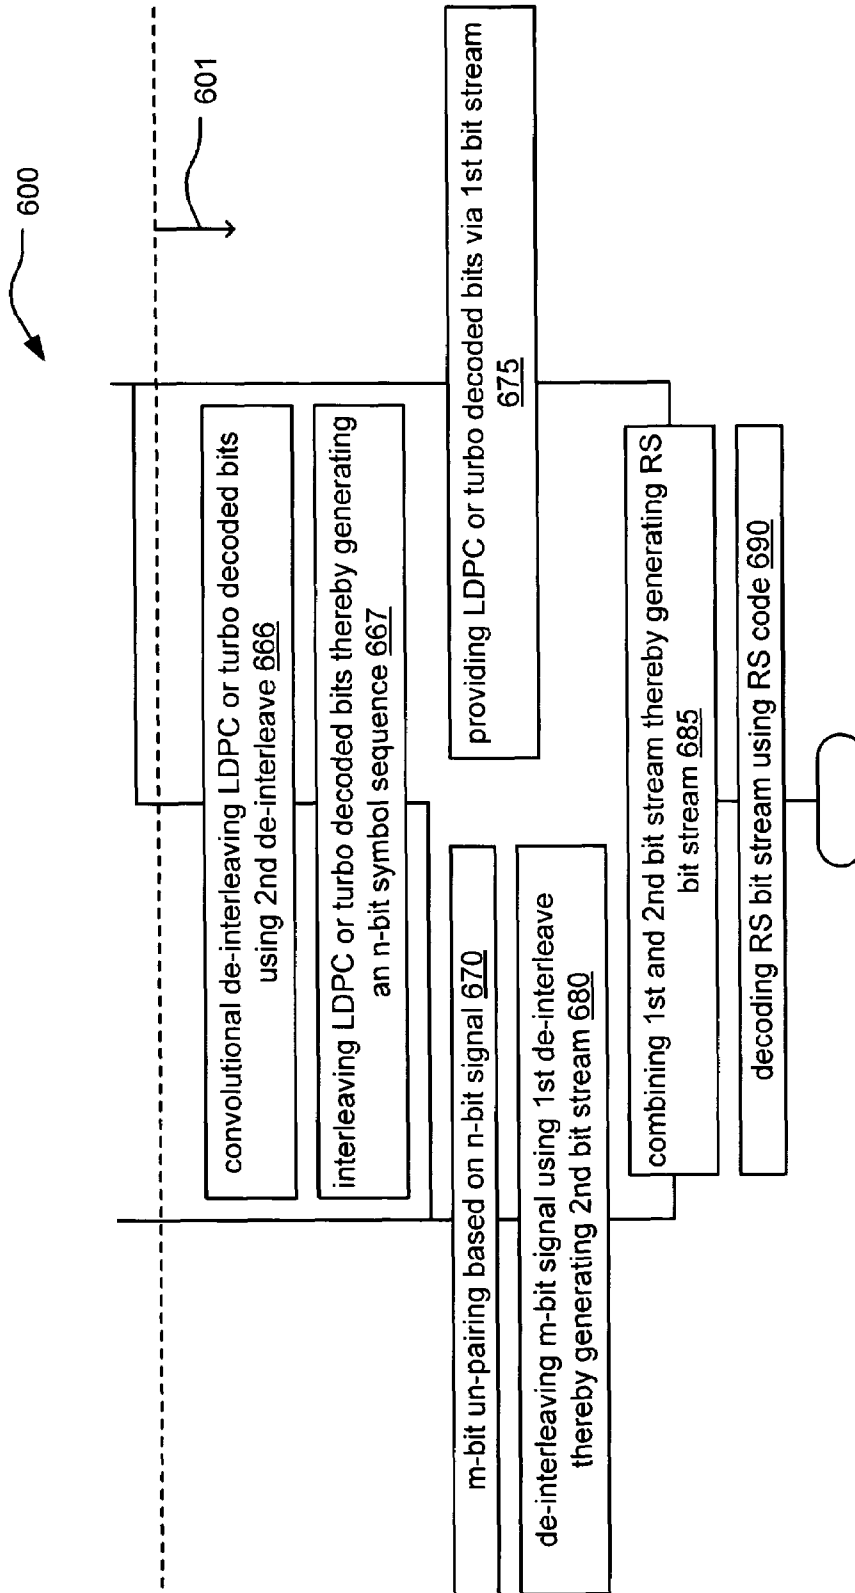 600
601
convolutional de-interleaving LDPC or turbo decoded bits
using 2nd de-interleave 666
interleaving LDPC or turbo decoded bits thereby generating
an n-bit symbol sequence 667
m-bit un-pairing based on n-bit signal 670
providing LDPC or turbo decoded bits via 1st bit stream
675
de-interleaving m-bit signal using 1st de-interleave
thereby generating 2nd bit stream 680
combining 1st and 2nd bit stream thereby generating RS
bit stream 685
decoding RS bit stream using RS code 690